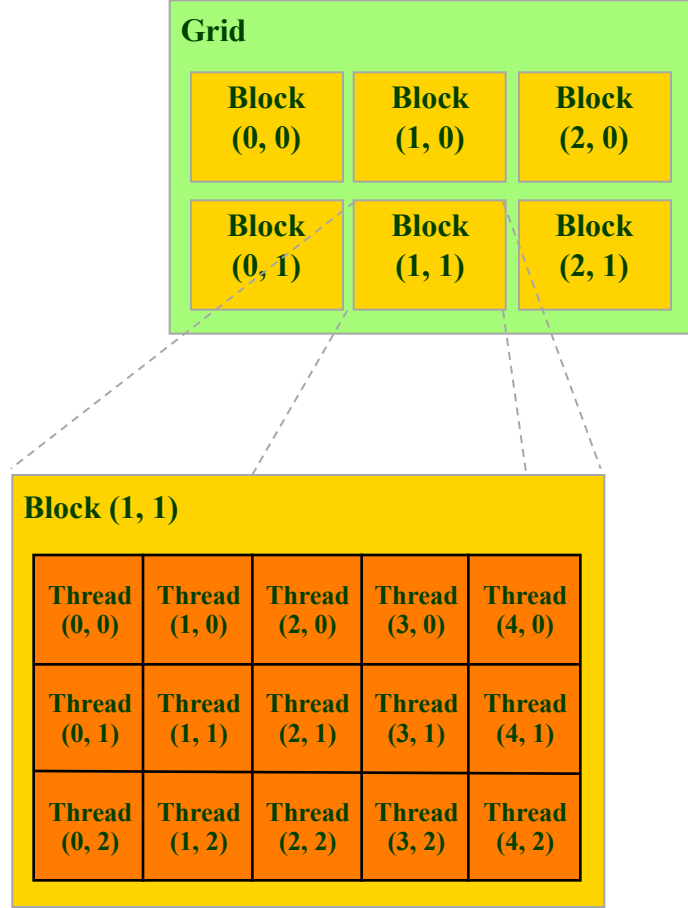 Grid
Block Block Block
(0, 0) (1, 0) (2, 0)
Block Block Block
(0, 1) (1, 1) (2, 1)
Block (1, 1)
Thread Thread Thread Thread Thread
(0, 0) (1, 0) (2, 0) (3, 0) (4, 0)
Thread Thread Thread Thread Thread
(0, 1) (1, 1) (2, 1) (3, 1) (4, 1)
Thread Thread Thread Thread Thread
(0, 2) (1, 2) (2, 2) (3, 2) (4, 2)